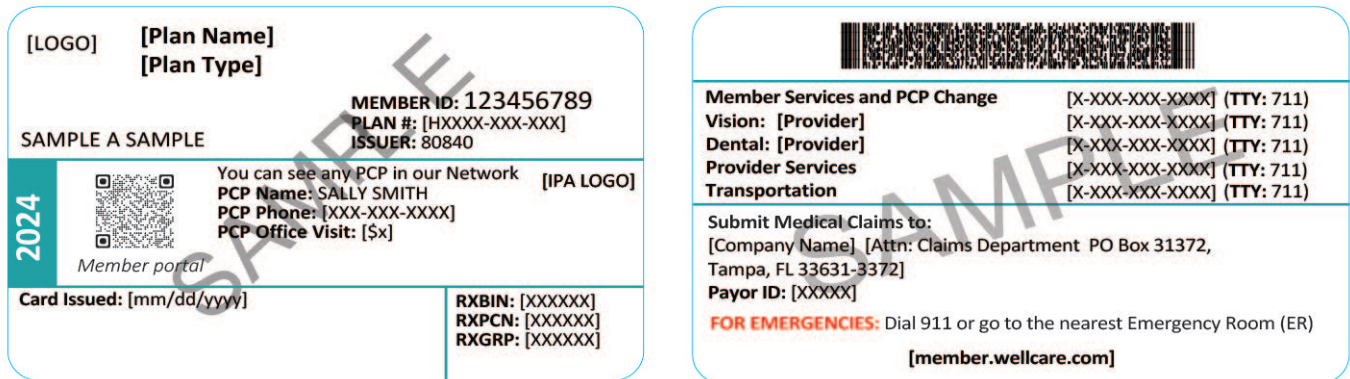 [LOGO]
[Plan Name]
[Plan Type]
MEMBER ID: 123456789
PLAN #: [HXXXX-XXX-XXX]
SAMPLE A SAMPLE
ISSUER: 80840
2024
You can see any PCP in our Network
[IPA LOGO]
PCP Name: SALLY SMITH
PCP Phone: [XXX-XXX-XXXX]
PCP Office Visit: [$x]
Member portal
Card Issued: [mm/dd/yyyy]
RXBIN: [XXXXXX]
RXPCN: [XXXXXX]
RXGRP: [XXXXXX]
SAMPLE
Member Services and PCP Change [X-XXX-XXX-XXXX] (TTY: 711)
Vision: [Provider] [X-XXX-XXX-XXXX] (TTY: 711)
Dental: [Provider] [X-XXX-XXX-XXXX] (TTY: 711)
Provider Services [X-XXX-XXX-XXXX] (TTY: 711)
Transportation [X-XXX-XXX-XXXX] (TTY: 711)
Submit Medical Claims to:
[Company Name] [Attn: Claims Department PO Box 31372,
Tampa, FL 33631-3372]
Payor ID: [XXXXX]
FOR EMERGENCIES: Dial 911 or go to the nearest Emergency Room (ER)
[member.wellcare.com]
SAMPLE